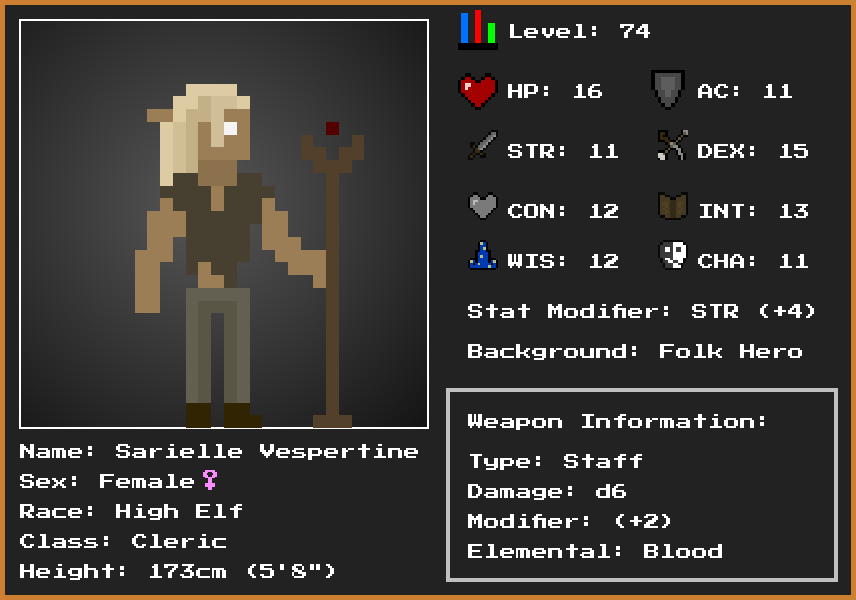 Level: 74
HP: 16
AC: 11
STR: 11
DEX: 15
CON: 12
INT: 13
WIS: 12
CHA: 11
Stat Modifier: STR (+4)
Background: Folk Hero
Weapon Information:
Type: Staff
Damage: d6
Modifier: (+2)
Elemental: Blood
Name: Sarielle Vespertine
Sex: Female♀
Race: High Elf
Class: Cleric
Height: 173cm (5'8")